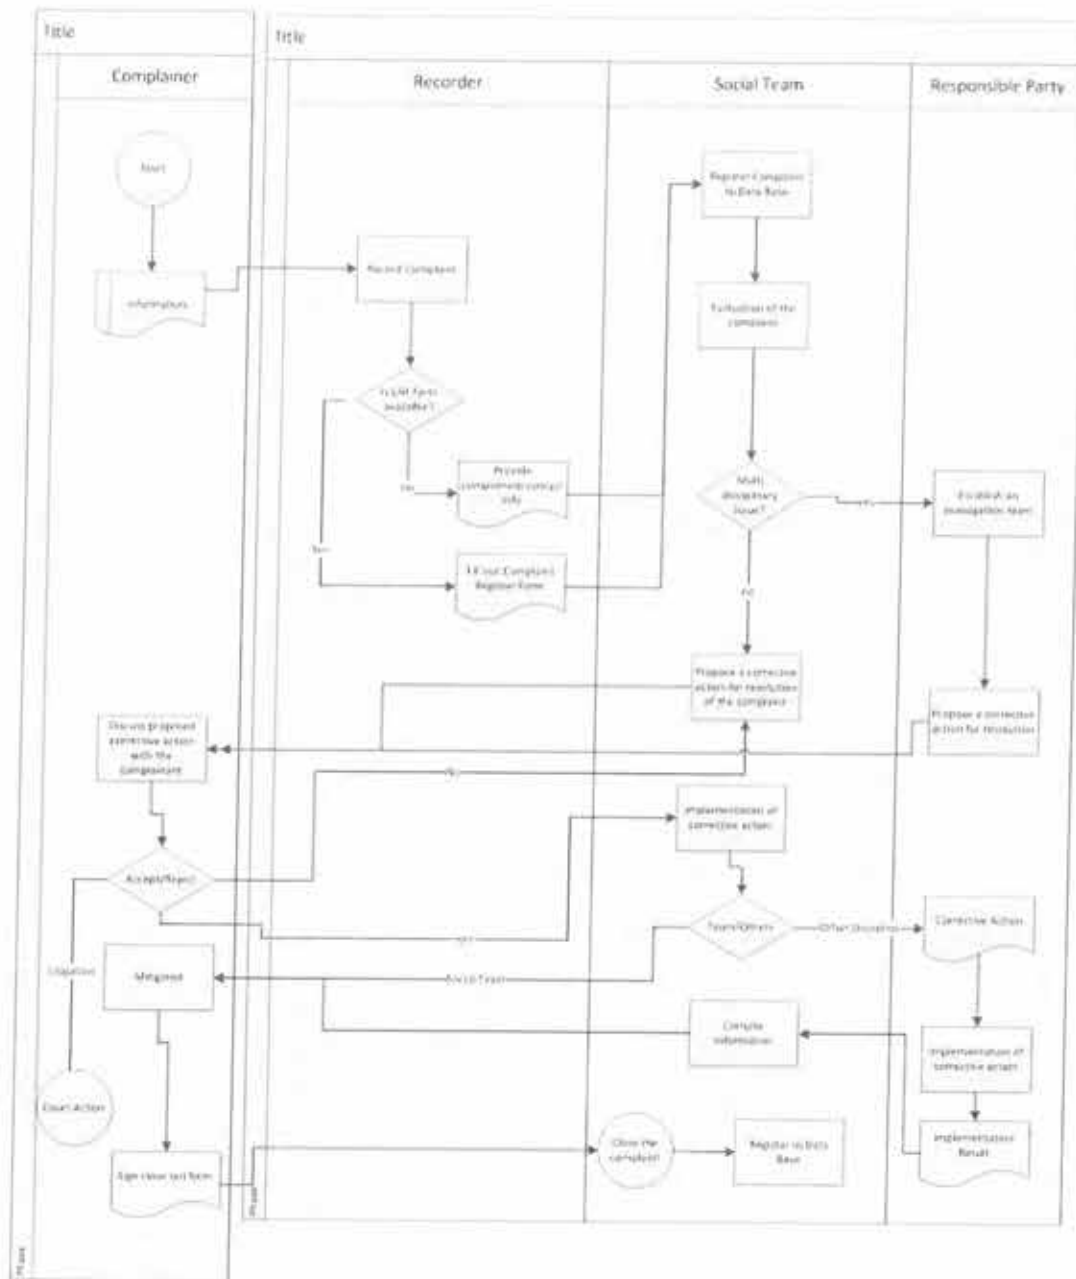 Title
Title
Complainer
Recorder
Social Team
Responsible Party
Start
Information
Record Complaint
Register Complaint
to Data Base
Evaluation of the
complaint
available?
No
Yes
Provide
info
Fill out Complaint
Register Form
Multi
disciplinary
issue?
Yes
No
Establish an
investigation team
Propose a corrective
action for resolution
of the complaint
Propose a corrective
action for resolution
Discuss proposed
corrective action
with the
Complainant
No
Accept/Reject
Litigation
Yes
Implementation of
corrective action
Team/Others
Other Discipline
Social Team
Corrective Action
Mitigated
Compile
Information
Implementation of
corrective action
Court Action
Implementation
Result
Sign close out form
Close the
complaint
Register to Data
Base
Phase
Phase